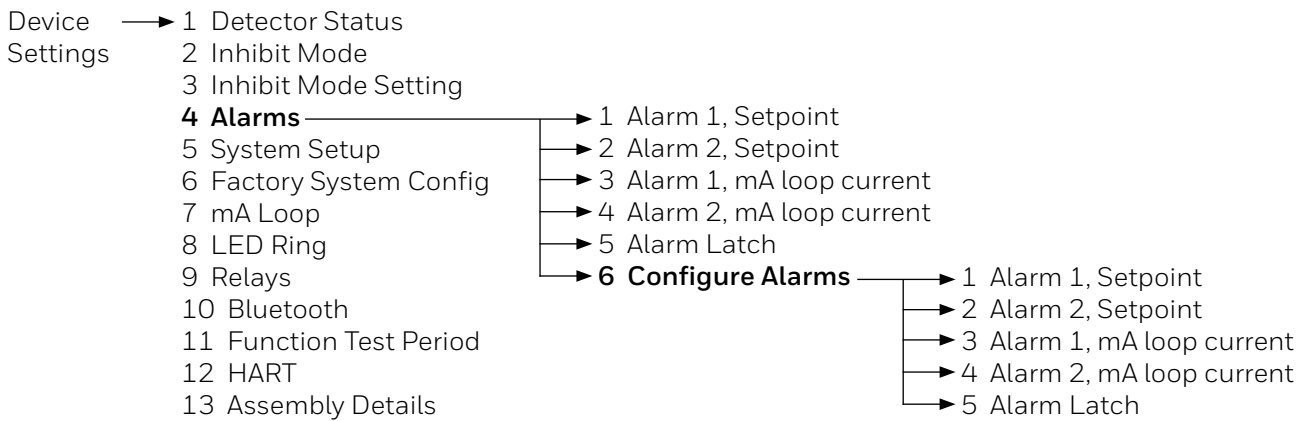 Device Settings
1 Detector Status
2 Inhibit Mode
3 Inhibit Mode Setting
4 Alarms
5 System Setup
6 Factory System Config
7 mA Loop
8 LED Ring
9 Relays
10 Bluetooth
11 Function Test Period
12 HART
13 Assembly Details
1 Alarm 1, Setpoint
2 Alarm 2, Setpoint
3 Alarm 1, mA loop current
4 Alarm 2, mA loop current
5 Alarm Latch
6 Configure Alarms
1 Alarm 1, Setpoint
2 Alarm 2, Setpoint
3 Alarm 1, mA loop current
4 Alarm 2, mA loop current
5 Alarm Latch